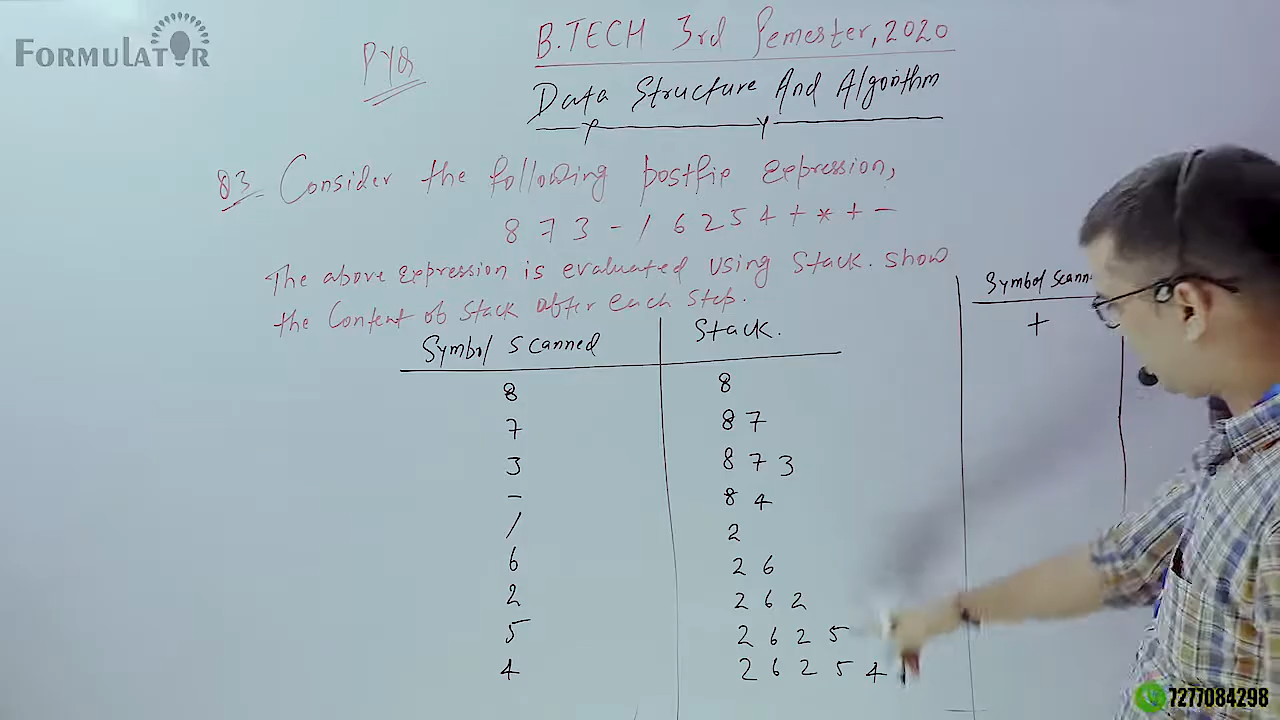 FORMULATOR
PYQ
B.TECH 3rd Semester, 2020
Data Structure And Algorithm
Q3. Consider the following postfix expression,
8 7 3 - / 6 2 5 4 + * + -
The above expression is evaluated using Stack. Show
the Content of Stack after each step.
Symbol Scanned Stack.
8 8
7 8 7
3 8 7 3
- 8 4
/ 2
6 2 6
2 2 6 2
5 2 6 2 5
4 2 6 2 5 4
Symbol
+
7277084298